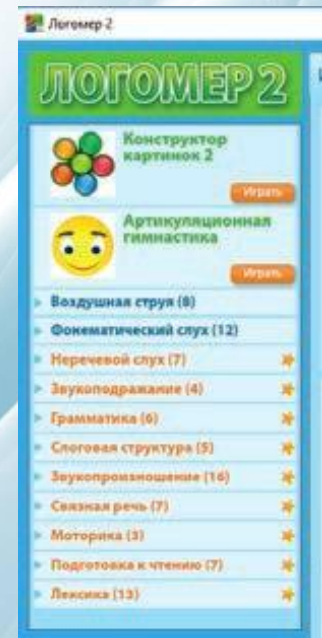 Логомер 2
ЛОГОМЕР 2
Конструктор
картинок 2
Играть
Артикуляционная
гимнастика
Играть
Воздушная струя (8)
Фонематический слух (12)
Неречевой слух (7)
Звукоподражание (4)
Грамматика (6)
Слоговая структура (5)
Звукопроизношение (16)
Связная речь (7)
Моторика (3)
Подготовка к чтению (7)
Лексика (13)